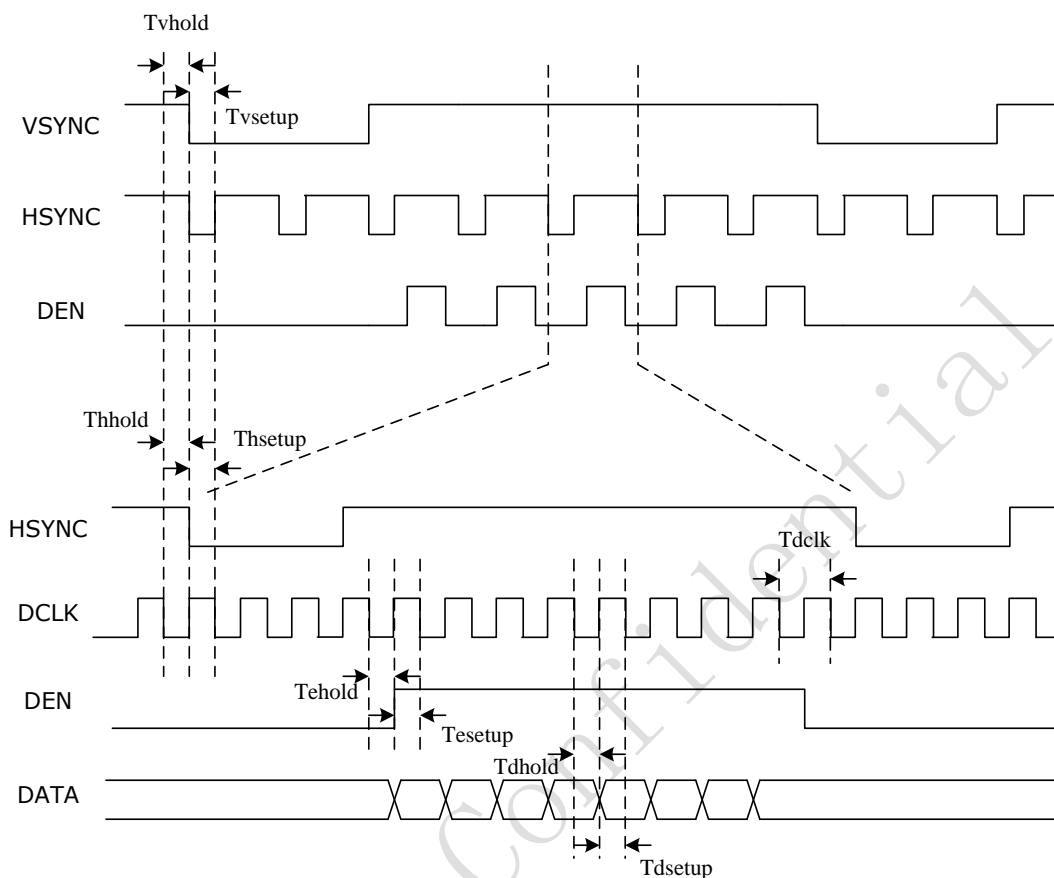 Tvhold
Tvsetup
VSYNC
HSYNC
DEN
Thhold
Thsetup
HSYNC
Tdclk
DCLK
Tehold
DEN
Tesetup
Tdhold
DATA
Tdsetup
Confidential